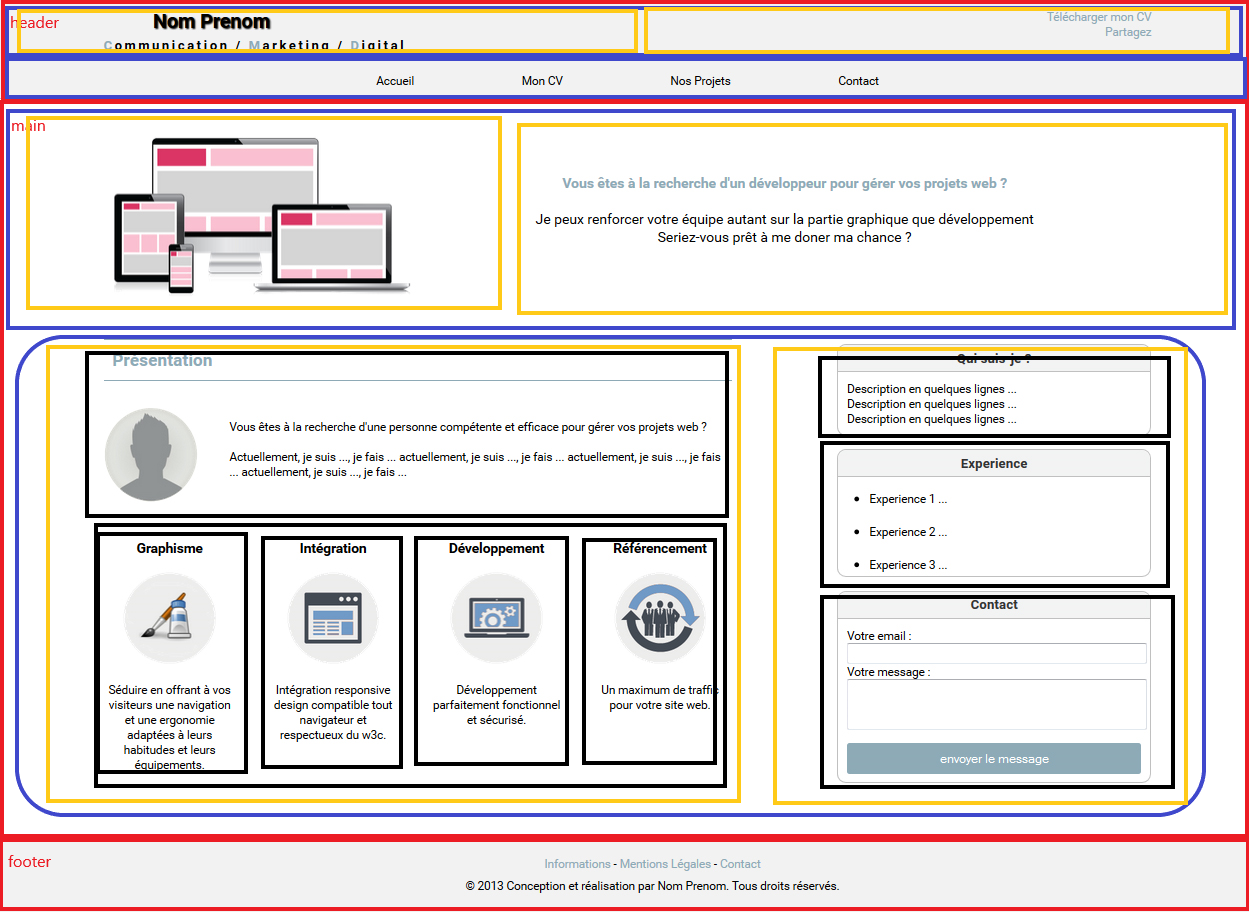 header
Nom Prenom
Communication / Marketing / Digital
Télécharger mon CV
Partagez
Accueil
Mon CV
Nos Projets
Contact
main
Vous êtes à la recherche d'un développeur pour gérer vos projets web ?
Je peux renforcer votre équipe autant sur la partie graphique que développement
Seriez-vous prêt à me doner ma chance ?
Présentation
Vous êtes à la recherche d'une personne compétente et efficace pour gérer vos projets web ?
Actuellement, je suis ..., je fais ... actuellement, je suis ..., je fais ... actuellement, je suis ..., je fais
... actuellement, je suis ..., je fais ...
Graphisme
Séduire en offrant à vos
visiteurs une navigation
et une ergonomie
adaptées à leurs
habitudes et leurs
équipements.
Intégration
Intégration responsive
design compatible tout
navigateur et
respectueux du w3c.
Développement
Développement
parfaitement fonctionnel
et sécurisé.
Référencement
Un maximum de traffic
pour votre site web.
Qui suis-je ?
Description en quelques lignes ...
Description en quelques lignes ...
Description en quelques lignes ...
Experience
Experience 1 ...
Experience 2 ...
Experience 3 ...
Contact
Votre email :
Votre message :
envoyer le message
footer
Informations - Mentions Légales - Contact
© 2013 Conception et réalisation par Nom Prenom. Tous droits réservés.